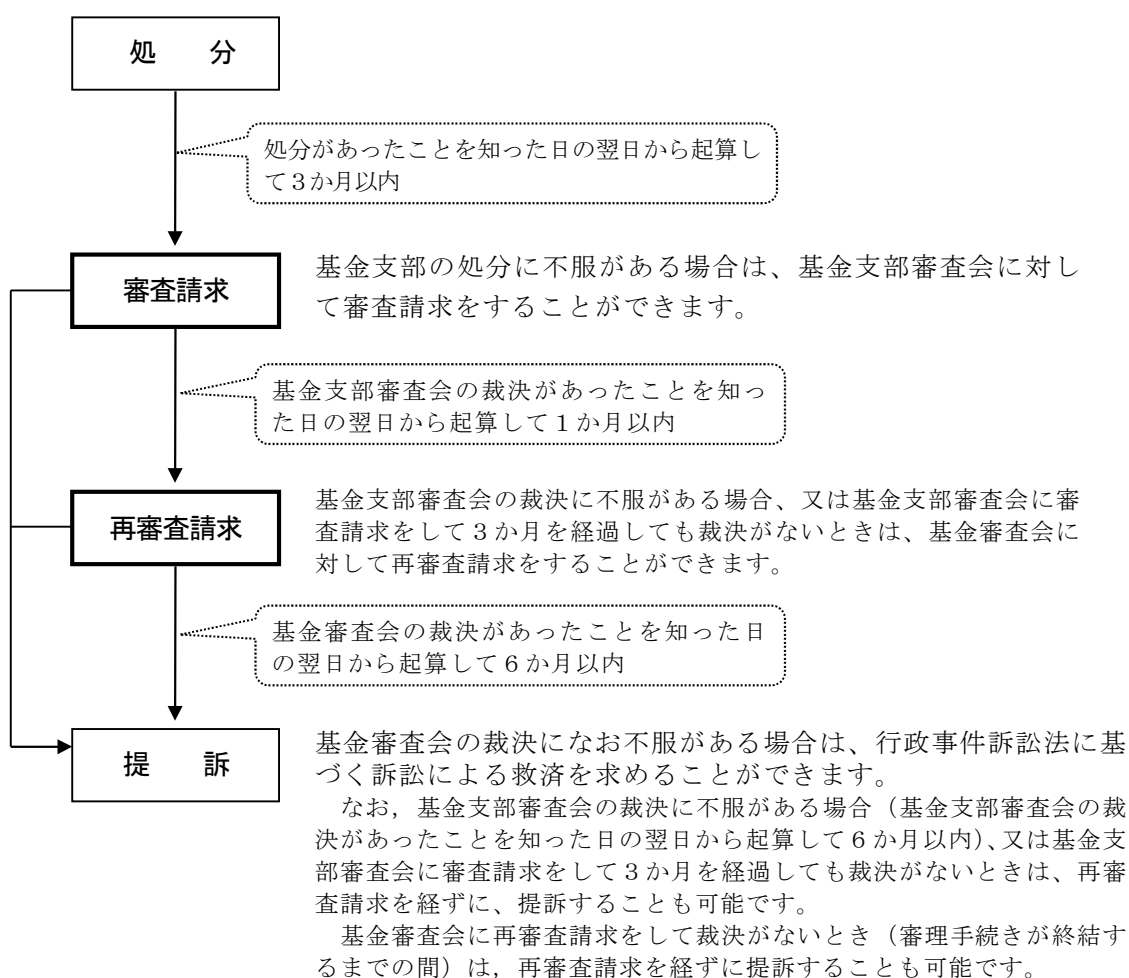 処　　分
処分があったことを知った日の翌日から起算し
て３か月以内
審査請求
基金支部の処分に不服がある場合は、基金支部審査会に対し
て審査請求をすることができます。
基金支部審査会の裁決があったことを知っ
た日の翌日から起算して１か月以内
再審査請求
基金支部審査会の裁決に不服がある場合、又は基金支部審査会に審
査請求をして３か月を経過しても裁決がないときは、基金審査会に
対して再審査請求をすることができます。
基金審査会の裁決があったことを知った日
の翌日から起算して６か月以内
提　　訴
基金審査会の裁決になお不服がある場合は、行政事件訴訟法に基
づく訴訟による救済を求めることができます。
　なお，基金支部審査会の裁決に不服がある場合（基金支部審査会の裁
決があったことを知った日の翌日から起算して６か月以内）、又は基金支
部審査会に審査請求をして３か月を経過しても裁決がないときは、再審
査請求を経ずに、提訴することも可能です。
　基金審査会に再審査請求をして裁決がないとき（審理手続きが終結す
るまでの間）は，再審査請求を経ずに提訴することも可能です。